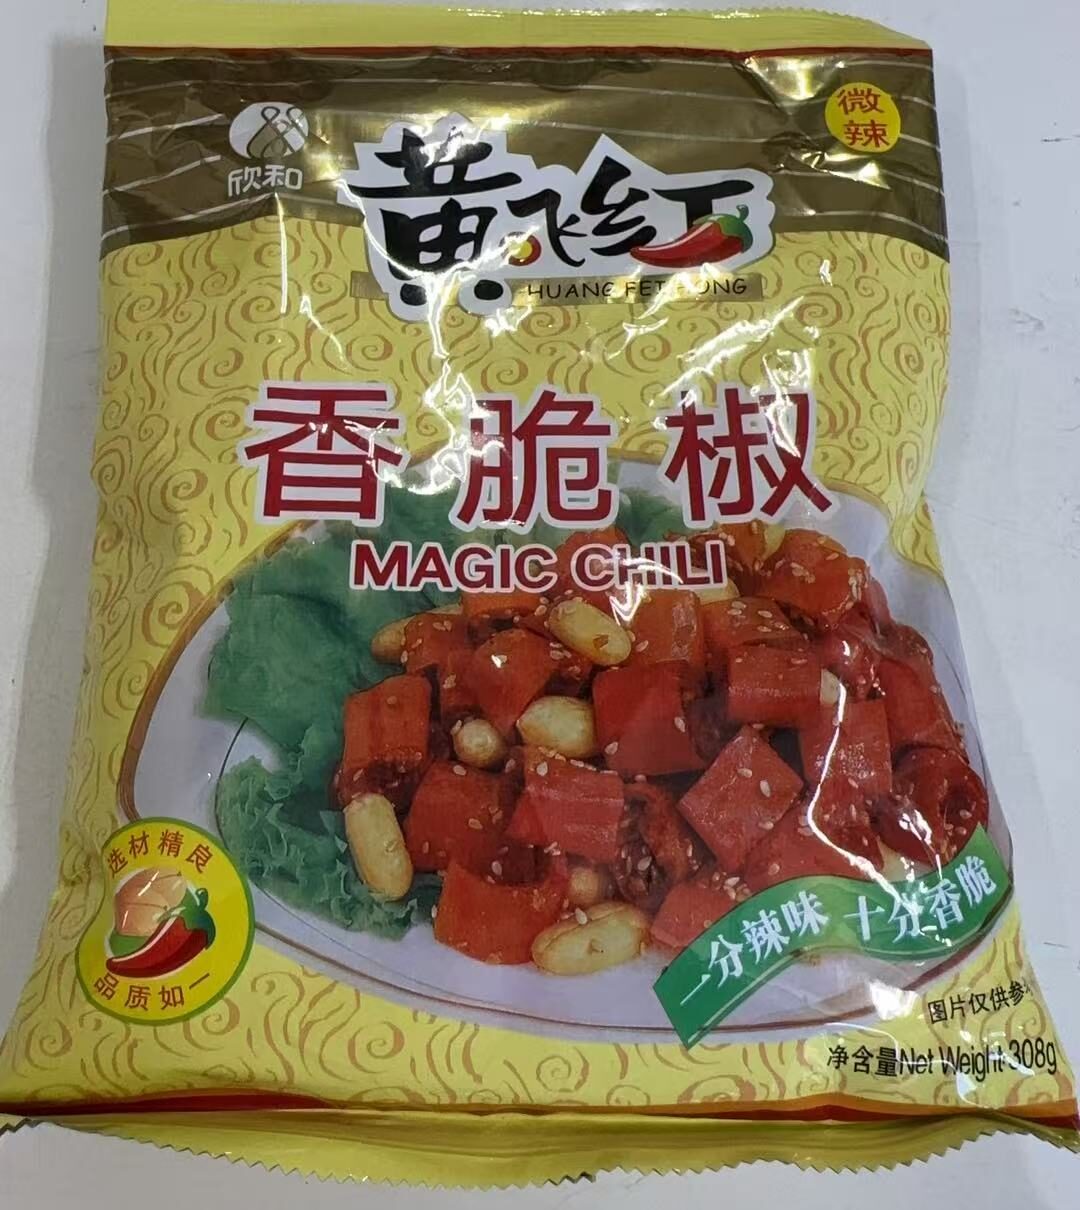 微辣
欣和
黄飞红
HUANG FEI HONG
香脆椒
MAGIC CHILI
选材精良
品质如一
一分辣味 十分香脆
图片仅供参
净含量Net Weight 308g